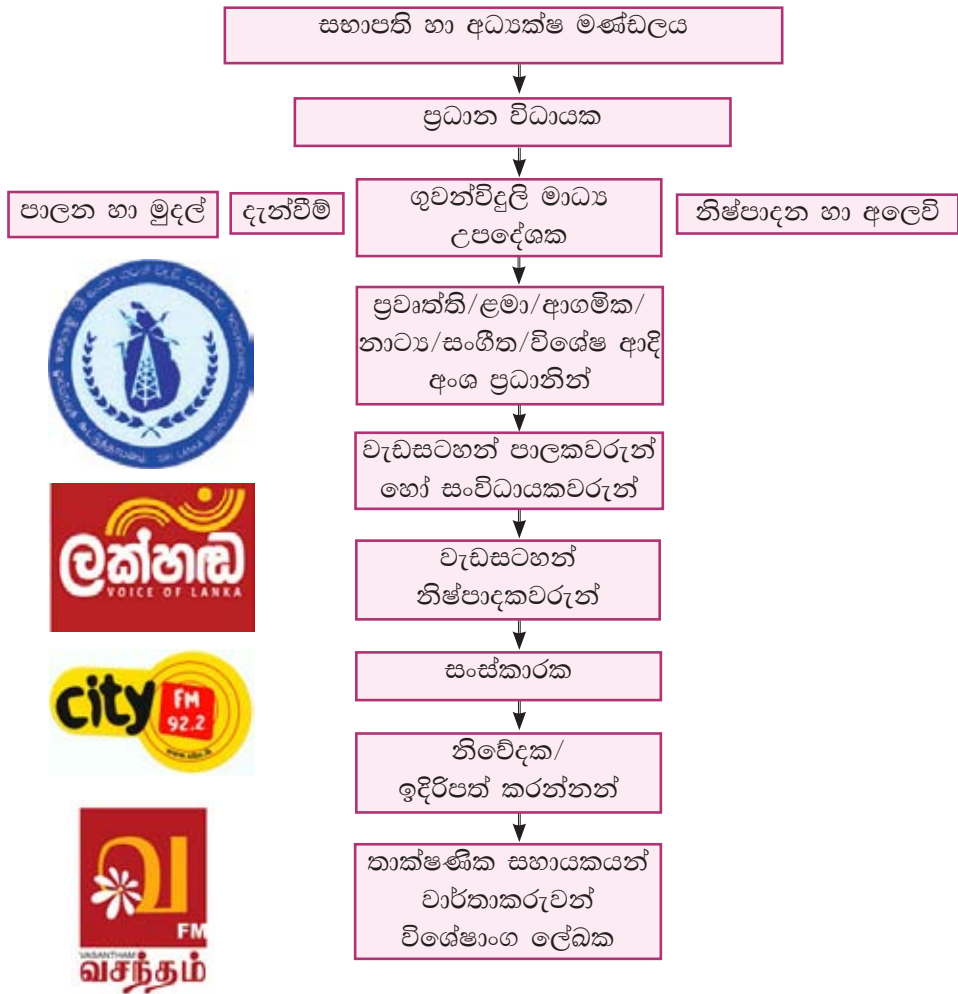 සභාපති හා අධ්‍යක්ෂ මණ්ඩලය
ප්‍රධාන විධායක
පාලන හා මුදල්
දැන්වීම්
ගුවන්විදුලි මාධ්‍ය
උපදේශක
නිෂ්පාදන හා අලෙවි
ප්‍රවෘත්ති/ළමා/ආගමික/
නාට්‍ය/සංගීත/විශේෂ ආදි
අංශ ප්‍රධානින්
වැඩසටහන් පාලකවරුන්
හෝ සංවිධායකවරුන්
ලක්හඬ
VOICE OF LANKA
වැඩසටහන්
නිෂ්පාදකවරුන්
සංස්කාරක
city
FM
92.2
නිවේදක/
ඉදිරිපත් කරන්නන්
තාක්ෂණික සහායකයන්
වාර්තාකරුවන්
විශේෂාංග ලේඛක
வ
FM
VASANTHAM
வசந்தம்